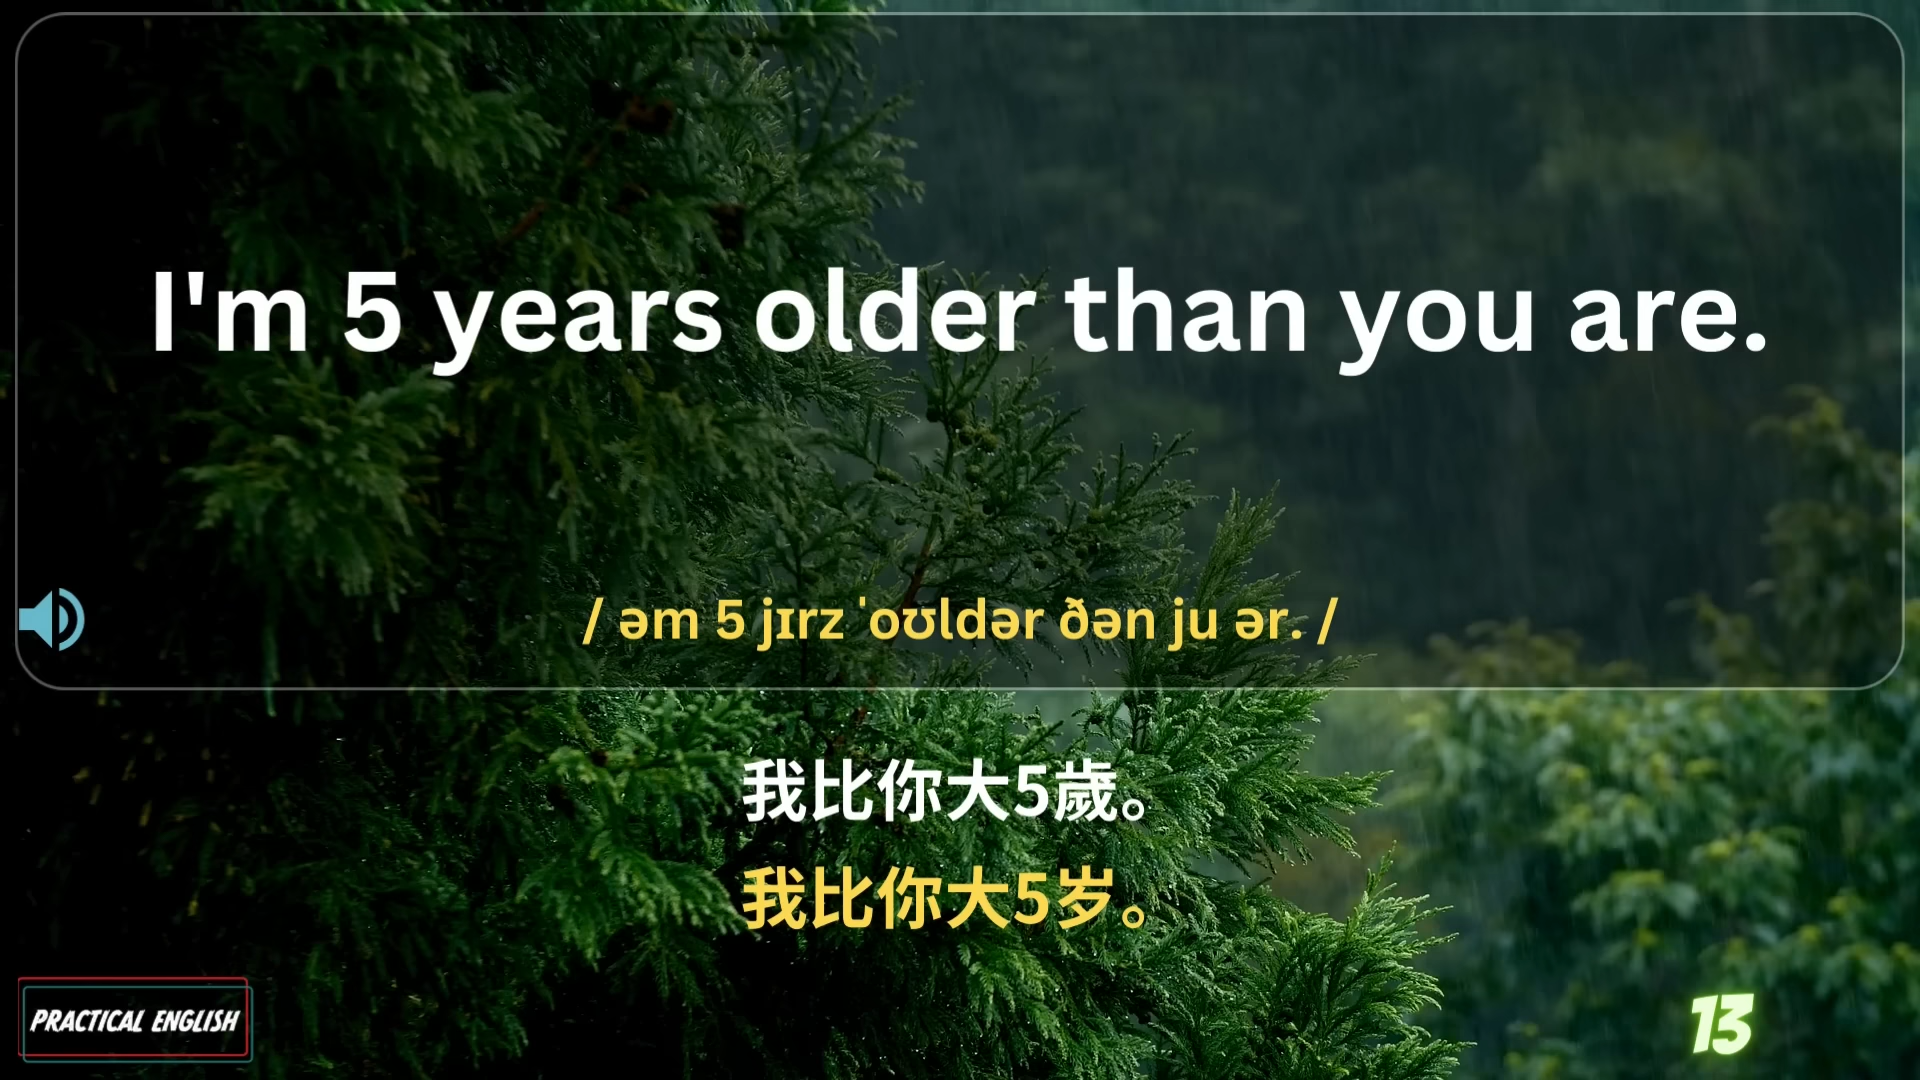 I'm 5 years older than you are.
/ əm 5 jɪrz ˈoʊldər ðən ju ər. /
我比你大5歲。
我比你大5岁。
PRACTICAL ENGLISH
13